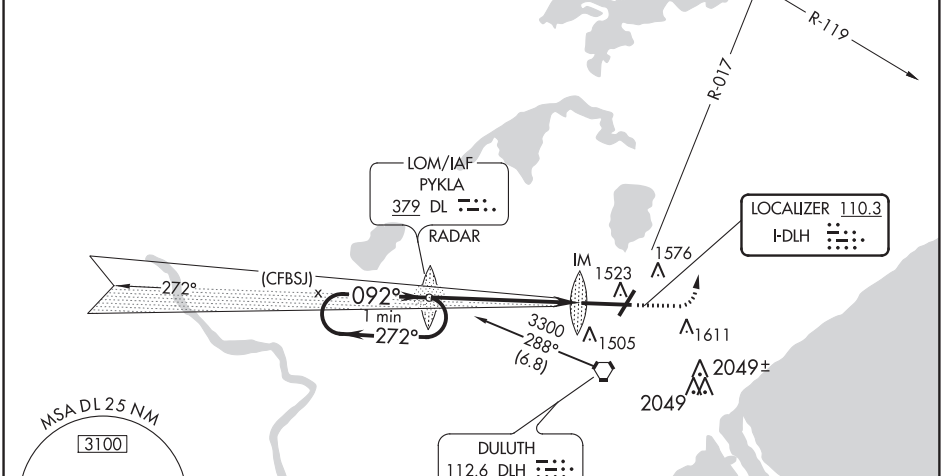 R-119
R-017
LOM/IAF
PYKLA
379 DL
RADAR
LOCALIZER 110.3
I-DLH
(CFBSJ)
272°
x
092°
1 min
272°
IM
1523
1576
1505
1611
3300
288°
(6.8)
2049±
2049
MSA DL 25 NM
3100
DULUTH
112.6 DLH